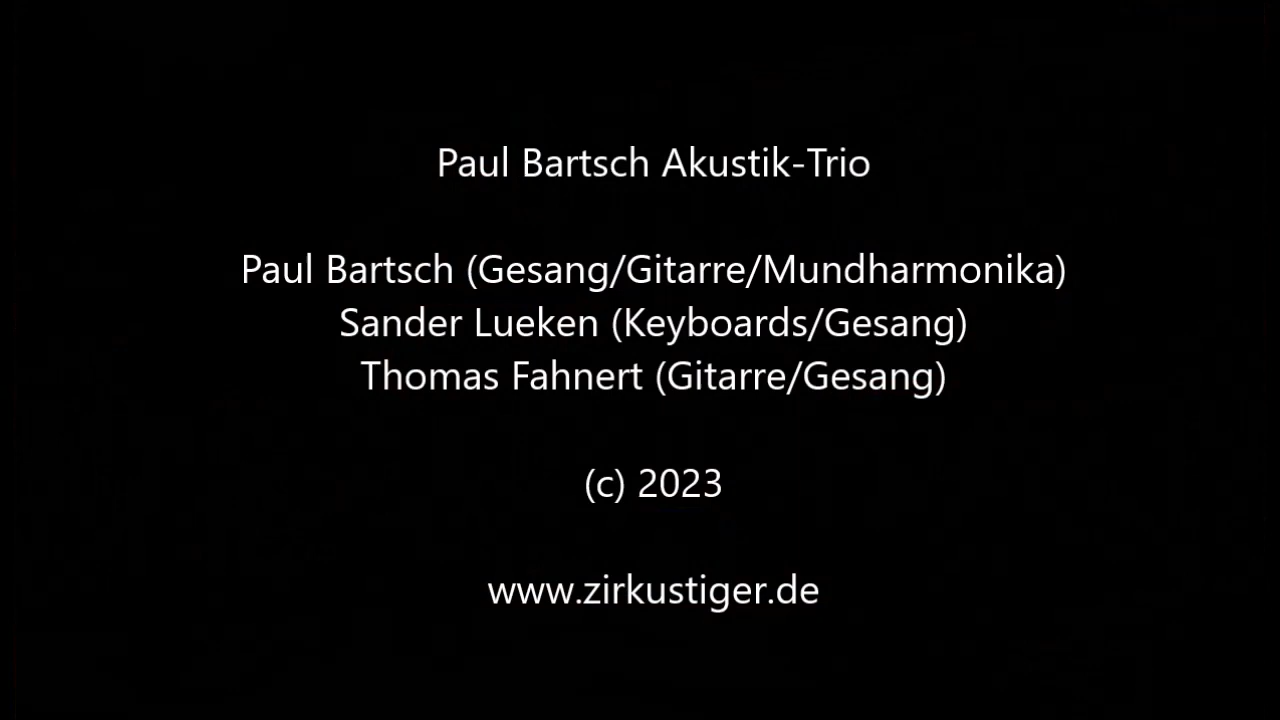 Paul Bartsch Akustik-Trio
Paul Bartsch (Gesang/Gitarre/Mundharmonika)
Sander Lueken (Keyboards/Gesang)
Thomas Fahnert (Gitarre/Gesang)
(c) 2023
www.zirkustiger.de